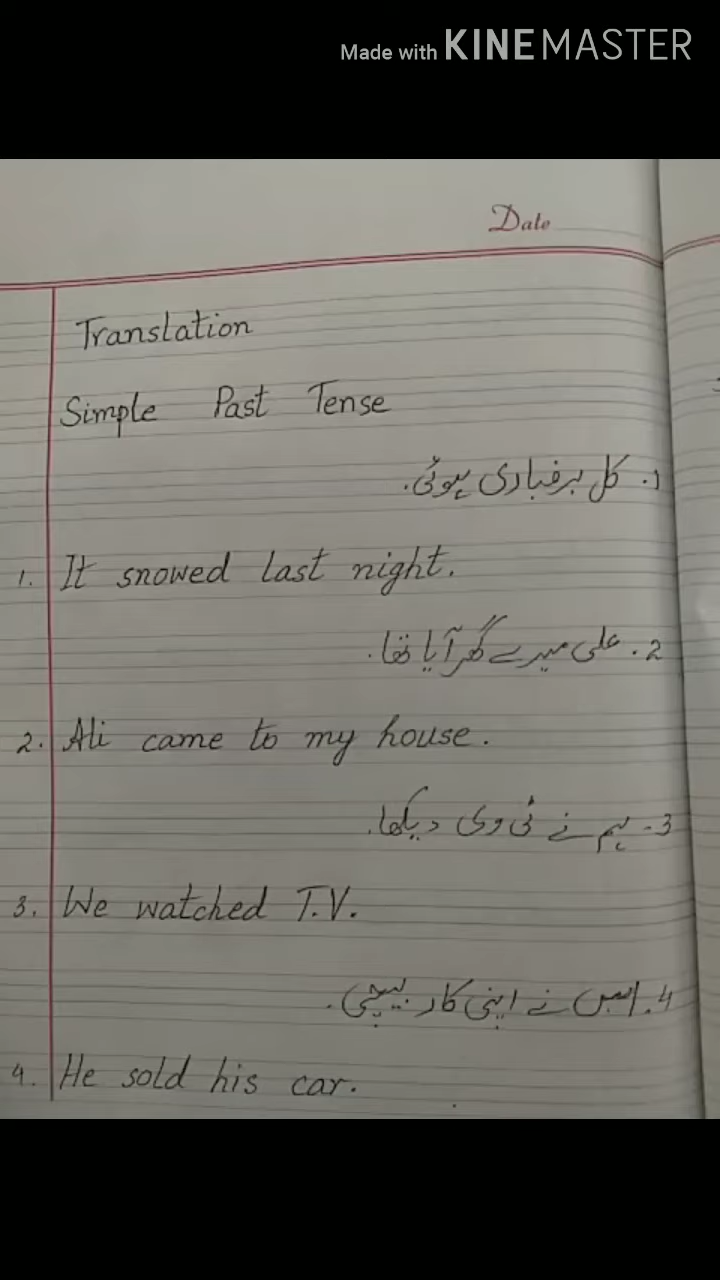 Made with KINEMASTER
Date
Translation
Simple Past Tense
1. کل برفباری ہوئی.
1. It snowed last night.
2. علی میرے گھر آیا تھا.
2. Ali came to my house.
3- ہم نے ٹی وی دیکھا.
3. We watched T.V.
4. اس نے اپنی کار بیچی.
4. He sold his car.